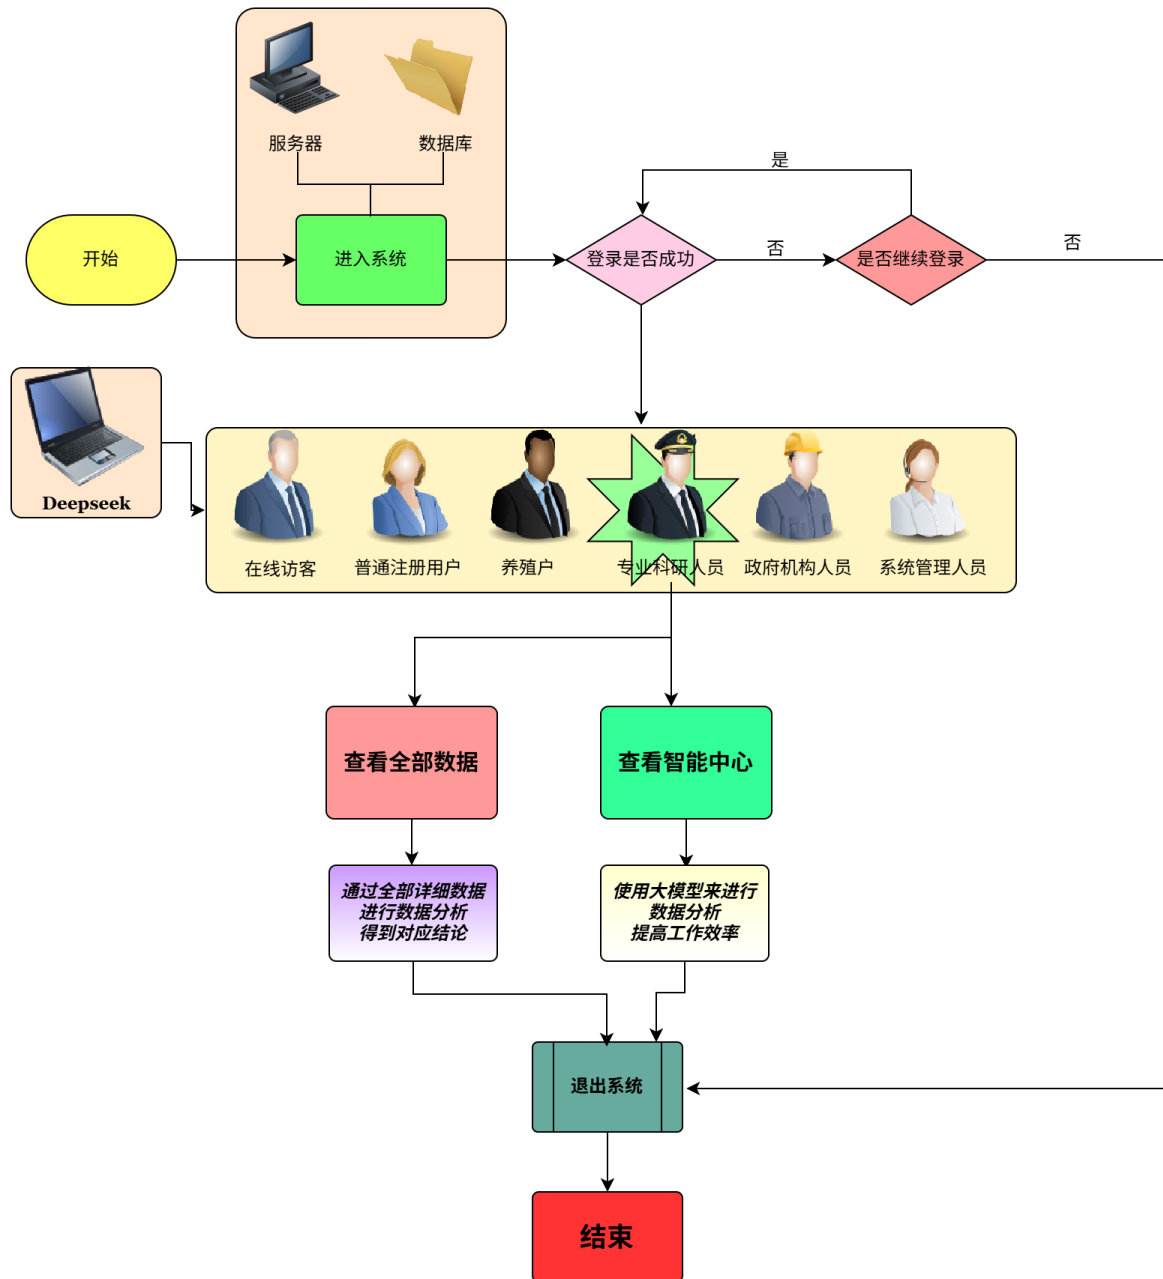 服务器
数据库
是
开始
进入系统
登录是否成功
否
是否继续登录
否
Deepseek
在线访客
普通注册用户
养殖户
专业科研人员
政府机构人员
系统管理人员
查看全部数据
查看智能中心
通过全部详细数据
进行数据分析
得到对应结论
使用大模型来进行
数据分析
提高工作效率
退出系统
结束